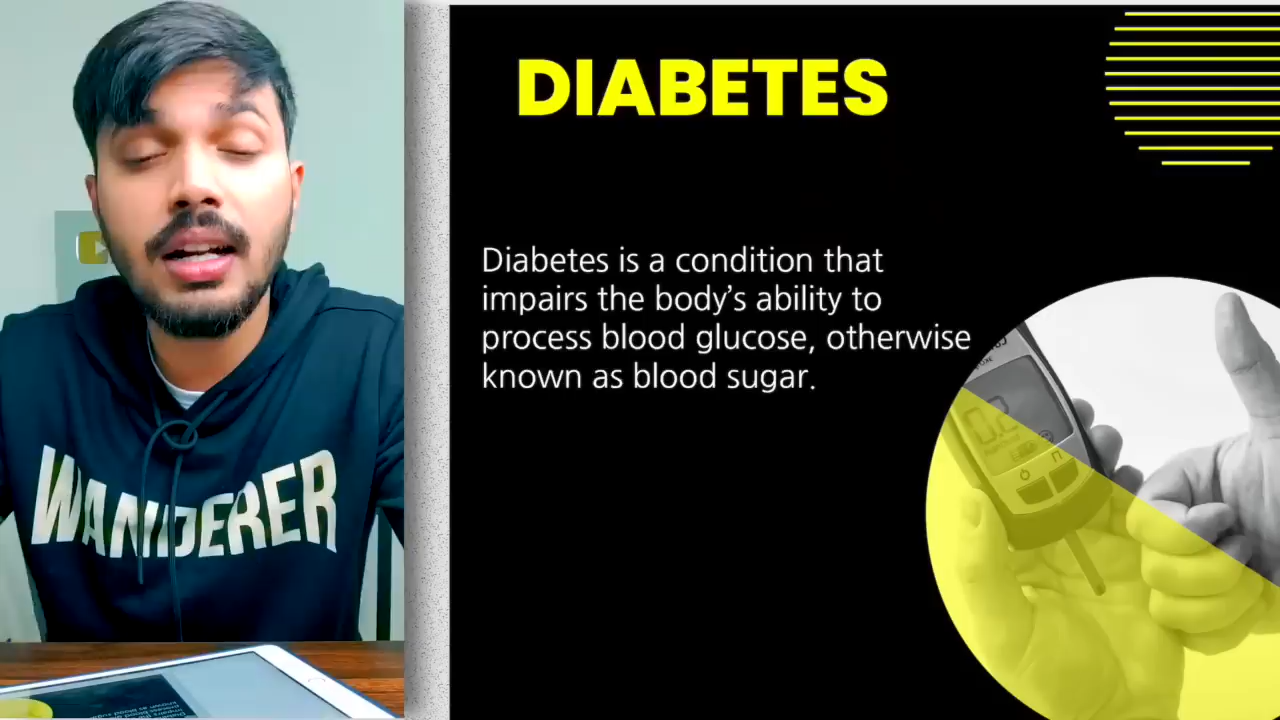 DIABETES
Diabetes is a condition that
impairs the body’s ability to
process blood glucose, otherwise
known as blood sugar.
WANDERER